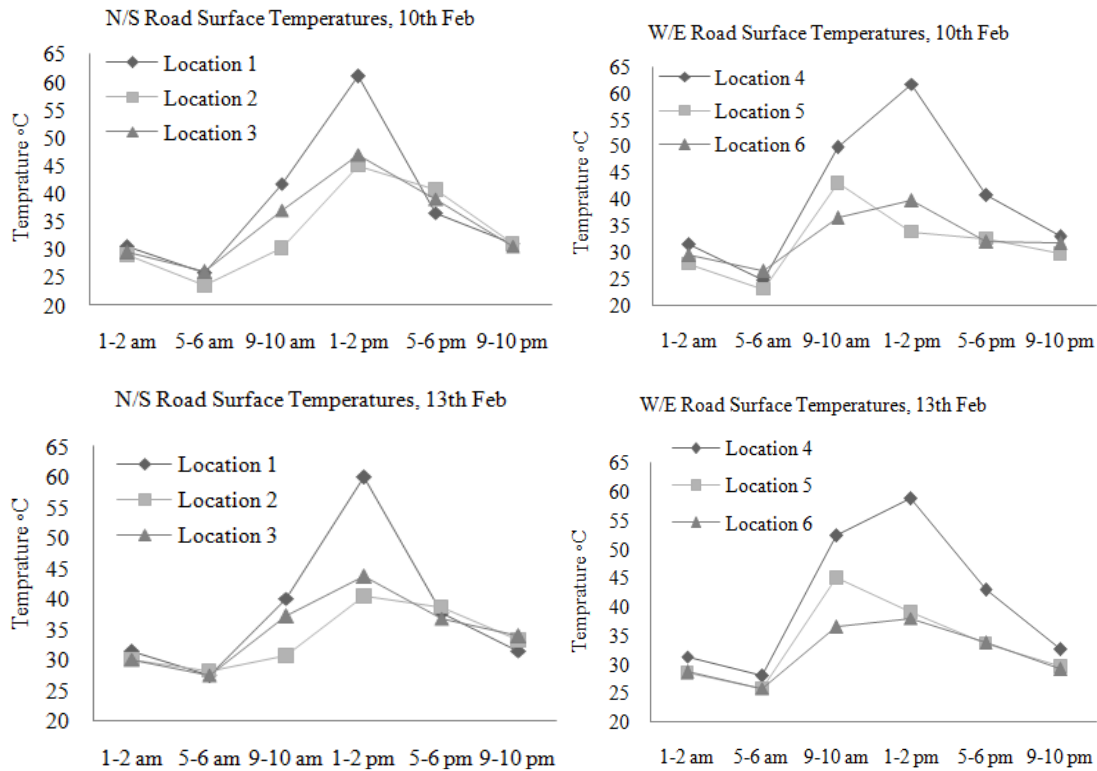 N/S Road Surface Temperatures, 10th Feb
Temprature oC
65
60
55
50
45
40
35
30
25
20
Location 1
Location 2
Location 3
1-2 am 5-6 am 9-10 am 1-2 pm 5-6 pm 9-10 pm
W/E Road Surface Temperatures, 10th Feb
Temprature oC
65
60
55
50
45
40
35
30
25
20
Location 4
Location 5
Location 6
1-2 am 5-6 am 9-10 am 1-2 pm 5-6 pm 9-10 pm
N/S Road Surface Temperatures, 13th Feb
Temprature oC
65
60
55
50
45
40
35
30
25
20
Location 1
Location 2
Location 3
1-2 am 5-6 am 9-10 am 1-2 pm 5-6 pm 9-10 pm
W/E Road Surface Temperatures, 13th Feb
Temprature oC
65
60
55
50
45
40
35
30
25
20
Location 4
Location 5
Location 6
1-2 am 5-6 am 9-10 am 1-2 pm 5-6 pm 9-10 pm